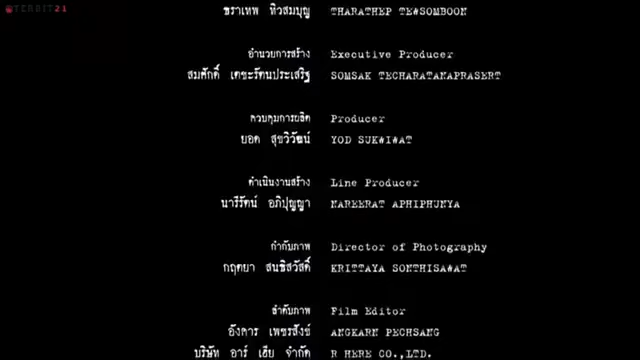 TERBIT21
ธราเทพ ทิวสมบุญ THARATHEP TE#SOMBOON
อำนวยการสร้าง Executive Producer
สมศักดิ์ เตชะรัตนประเสริฐ SOMSAK TECHARATANAPRASERT
ควบคุมการผลิต Producer
ยอด สุขวิวัฒน์ YOD SUK#I#AT
ดำเนินงานสร้าง Line Producer
นารีรัตน์ อภิปุญญา NAREERAT APHIPHUNYA
กำกับภาพ Director of Photography
กฤตยา สนธิสวัสดิ์ KRITTAYA SONTHISA#AT
ลำดับภาพ Film Editor
อังคาร เพชรสังข์ ANGKARN PECHSANG
บริษัท อาร์ เฮีย จำกัด R HERE CO.,LTD.